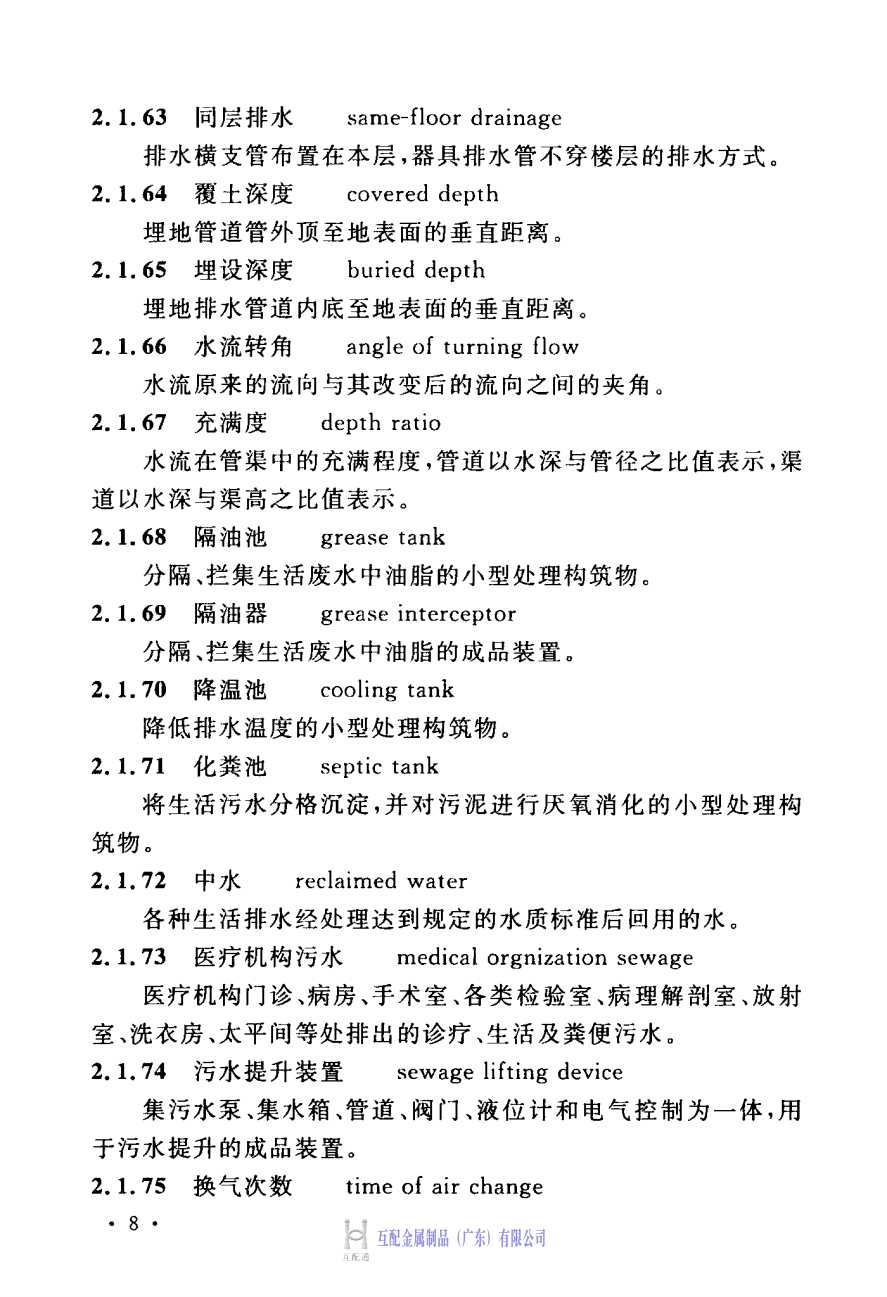 2.1.63 同层排水 same-floor drainage
排水横支管布置在本层,器具排水管不穿楼层的排水方式。
2.1.64 覆土深度 covered depth
埋地管道管外顶至地表面的垂直距离。
2.1.65 埋设深度 buried depth
埋地排水管道内底至地表面的垂直距离。
2.1.66 水流转角 angle of turning flow
水流原来的流向与其改变后的流向之间的夹角。
2.1.67 充满度 depth ratio
水流在管渠中的充满程度,管道以水深与管径之比值表示,渠
道以水深与渠高之比值表示。
2.1.68 隔油池 grease tank
分隔、拦集生活废水中油脂的小型处理构筑物。
2.1.69 隔油器 grease interceptor
分隔、拦集生活废水中油脂的成品装置。
2.1.70 降温池 cooling tank
降低排水温度的小型处理构筑物。
2.1.71 化粪池 septic tank
将生活污水分格沉淀,并对污泥进行厌氧消化的小型处理构
筑物。
2.1.72 中水 reclaimed water
各种生活排水经处理达到规定的水质标准后回用的水。
2.1.73 医疗机构污水 medical orgnization sewage
医疗机构门诊、病房、手术室、各类检验室、病理解剖室、放射
室、洗衣房、太平间等处排出的诊疗、生活及粪便污水。
2.1.74 污水提升装置 sewage lifting device
集污水泵、集水箱、管道、阀门、液位计和电气控制为一体,用
于污水提升的成品装置。
2.1.75 换气次数 time of air change
· 8 ·
互配金属制品(广东)有限公司
互配通